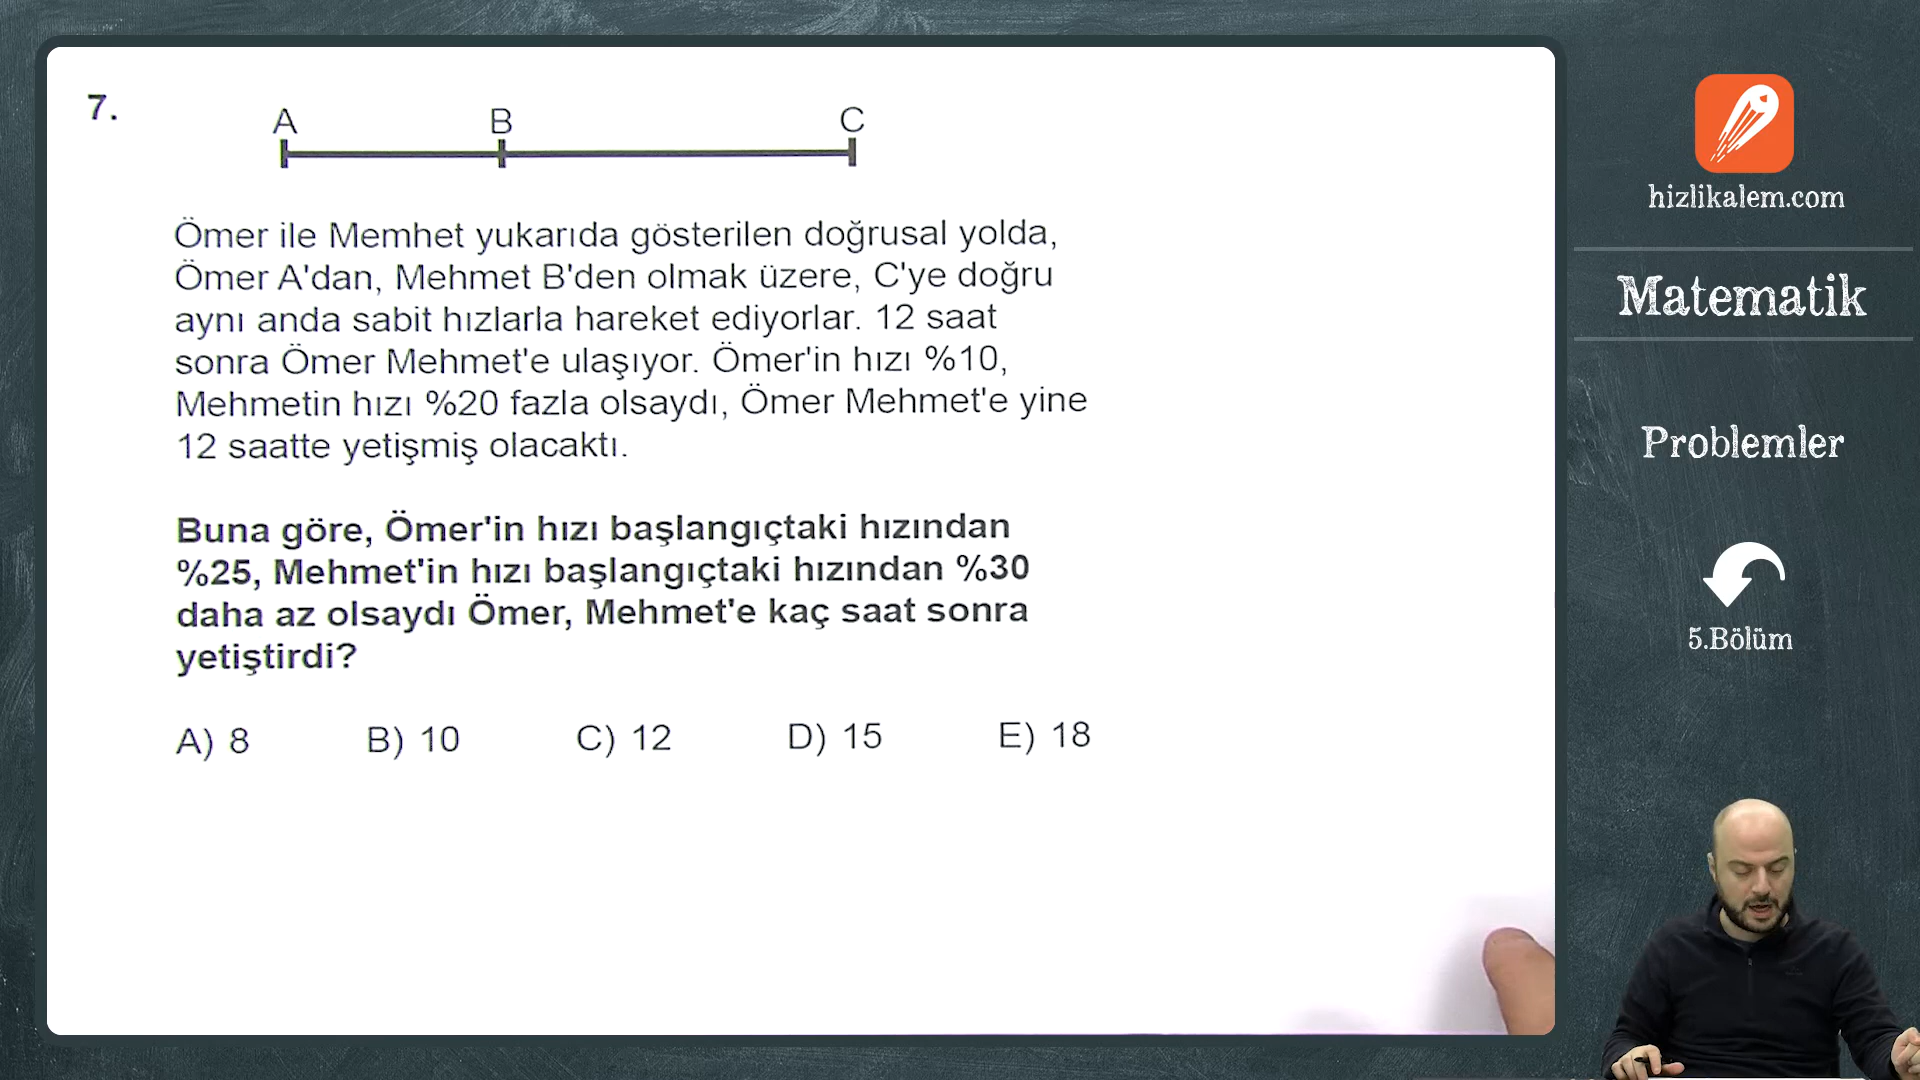 7.
A B C
Ömer ile Memhet yukarıda gösterilen doğrusal yolda,
Ömer A'dan, Mehmet B'den olmak üzere, C'ye doğru
aynı anda sabit hızlarla hareket ediyorlar. 12 saat
sonra Ömer Mehmet'e ulaşıyor. Ömer'in hızı %10,
Mehmetin hızı %20 fazla olsaydı, Ömer Mehmet'e yine
12 saatte yetişmiş olacaktı.
Buna göre, Ömer'in hızı başlangıçtaki hızından
%25, Mehmet'in hızı başlangıçtaki hızından %30
daha az olsaydı Ömer, Mehmet'e kaç saat sonra
yetiştirdi?
A) 8 B) 10 C) 12 D) 15 E) 18
hizlikalem.com
Matematik
Problemler
5.Bölüm